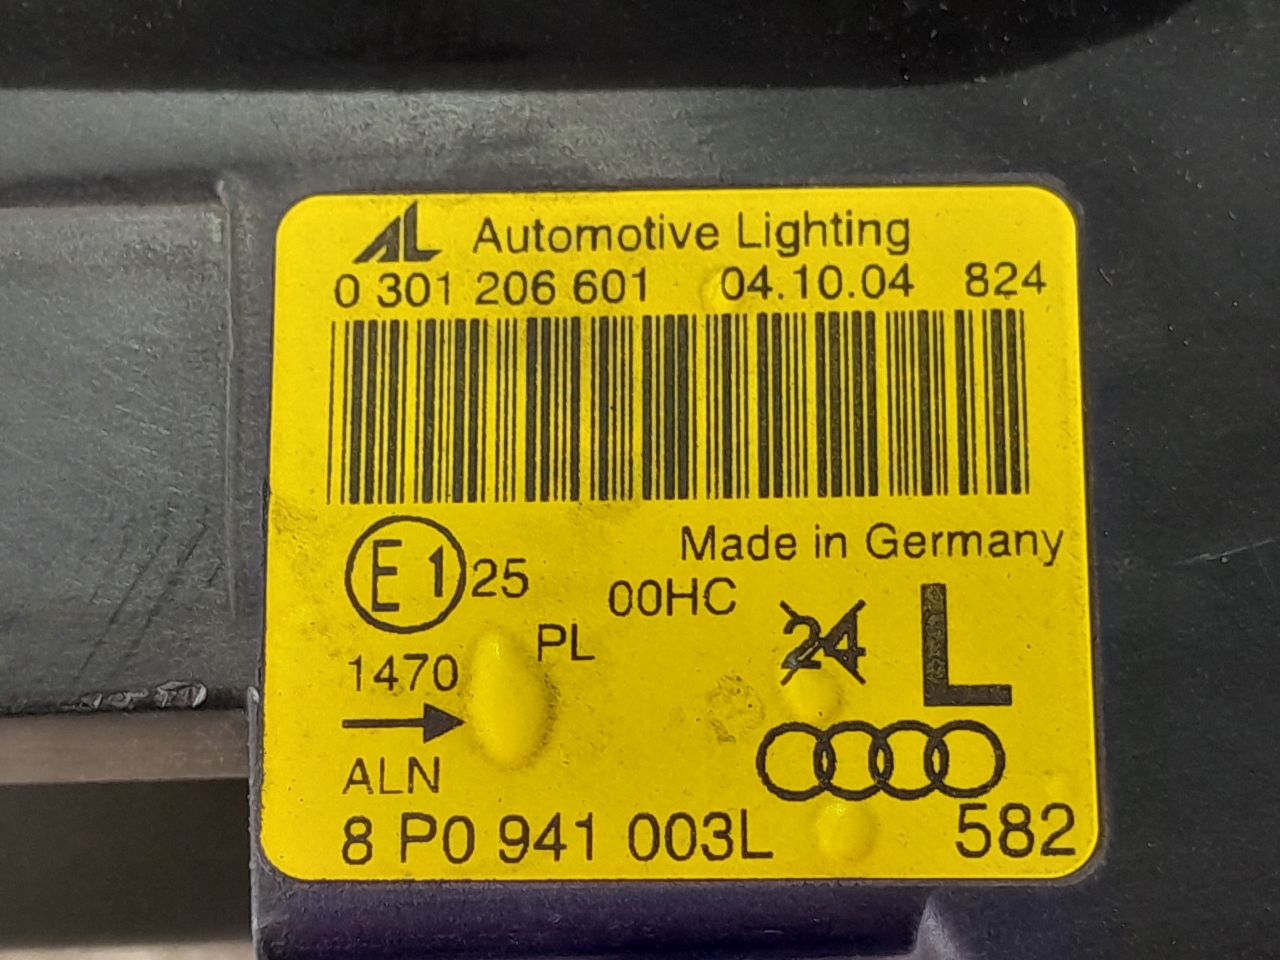 AL Automotive Lighting
0 301 206 601 04.10.04 824
Made in Germany
E1 25
00HC
24
L
PL
1470
ALN
8 P0 941 003L
582